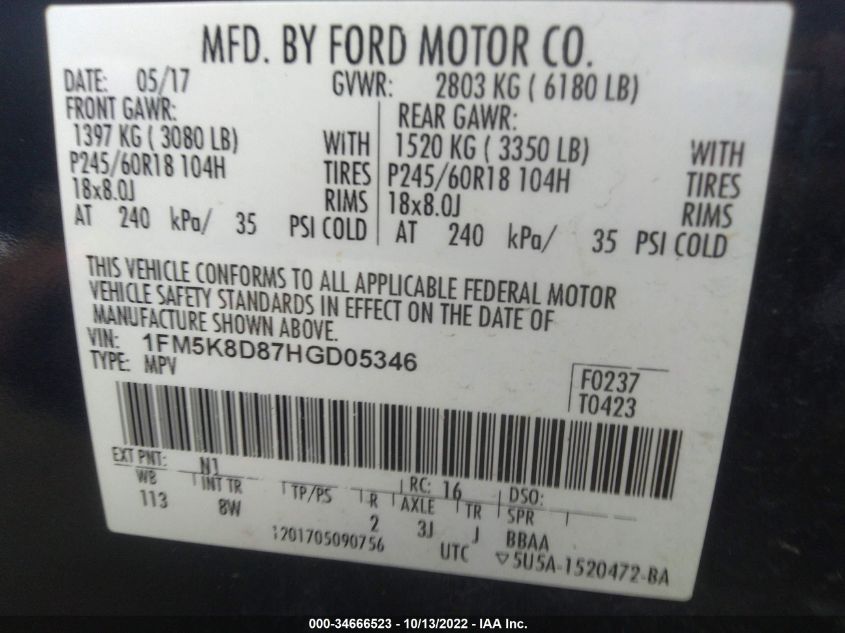 MFD. BY FORD MOTOR CO.
DATE: 05/17 GVWR: 2803 KG ( 6180 LB)
FRONT GAWR:
1397 KG ( 3080 LB) WITH
P245/60R18 104H TIRES
18x8.0J RIMS
AT 240 kPa/ 35 PSI COLD
REAR GAWR:
1520 KG ( 3350 LB) WITH
P245/60R18 104H TIRES
18x8.0J RIMS
AT 240 kPa/ 35 PSI COLD
THIS VEHICLE CONFORMS TO ALL APPLICABLE FEDERAL MOTOR
VEHICLE SAFETY STANDARDS IN EFFECT ON THE DATE OF
MANUFACTURE SHOWN ABOVE.
VIN: 1FM5K8D87HGD05346
TYPE: MPV
F0237
T0423
EXT PNT: N1 RC: 16 DSO:
WB INT TR TP/PS R AXLE TR SPR
113 8W 2 3J J BBAA
1201705090756 UTC ▽5U5A-1520472-BA
000-34666523 - 10/13/2022 - IAA Inc.